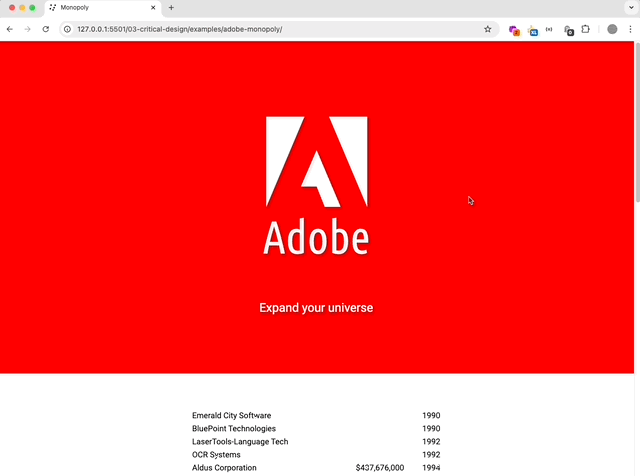 Monopoly
127.0.0.1:5501/03-critical-design/examples/adobe-monopoly/
Adobe
Expand your universe
Emerald City Software 1990
BluePoint Technologies 1990
LaserTools-Language Tech 1992
OCR Systems 1992
Aldus Corporation $437,676,000 1994